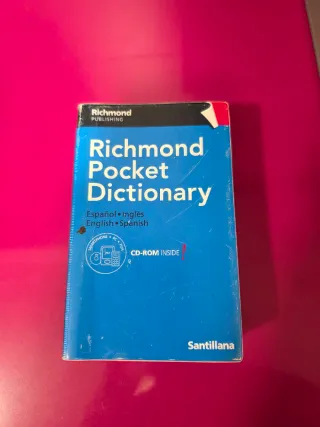 Richmond
PUBLISHING
Richmond
Pocket
Dictionary
Español • Inglés
English • Spanish
CD-ROM INSIDE !
Santillana